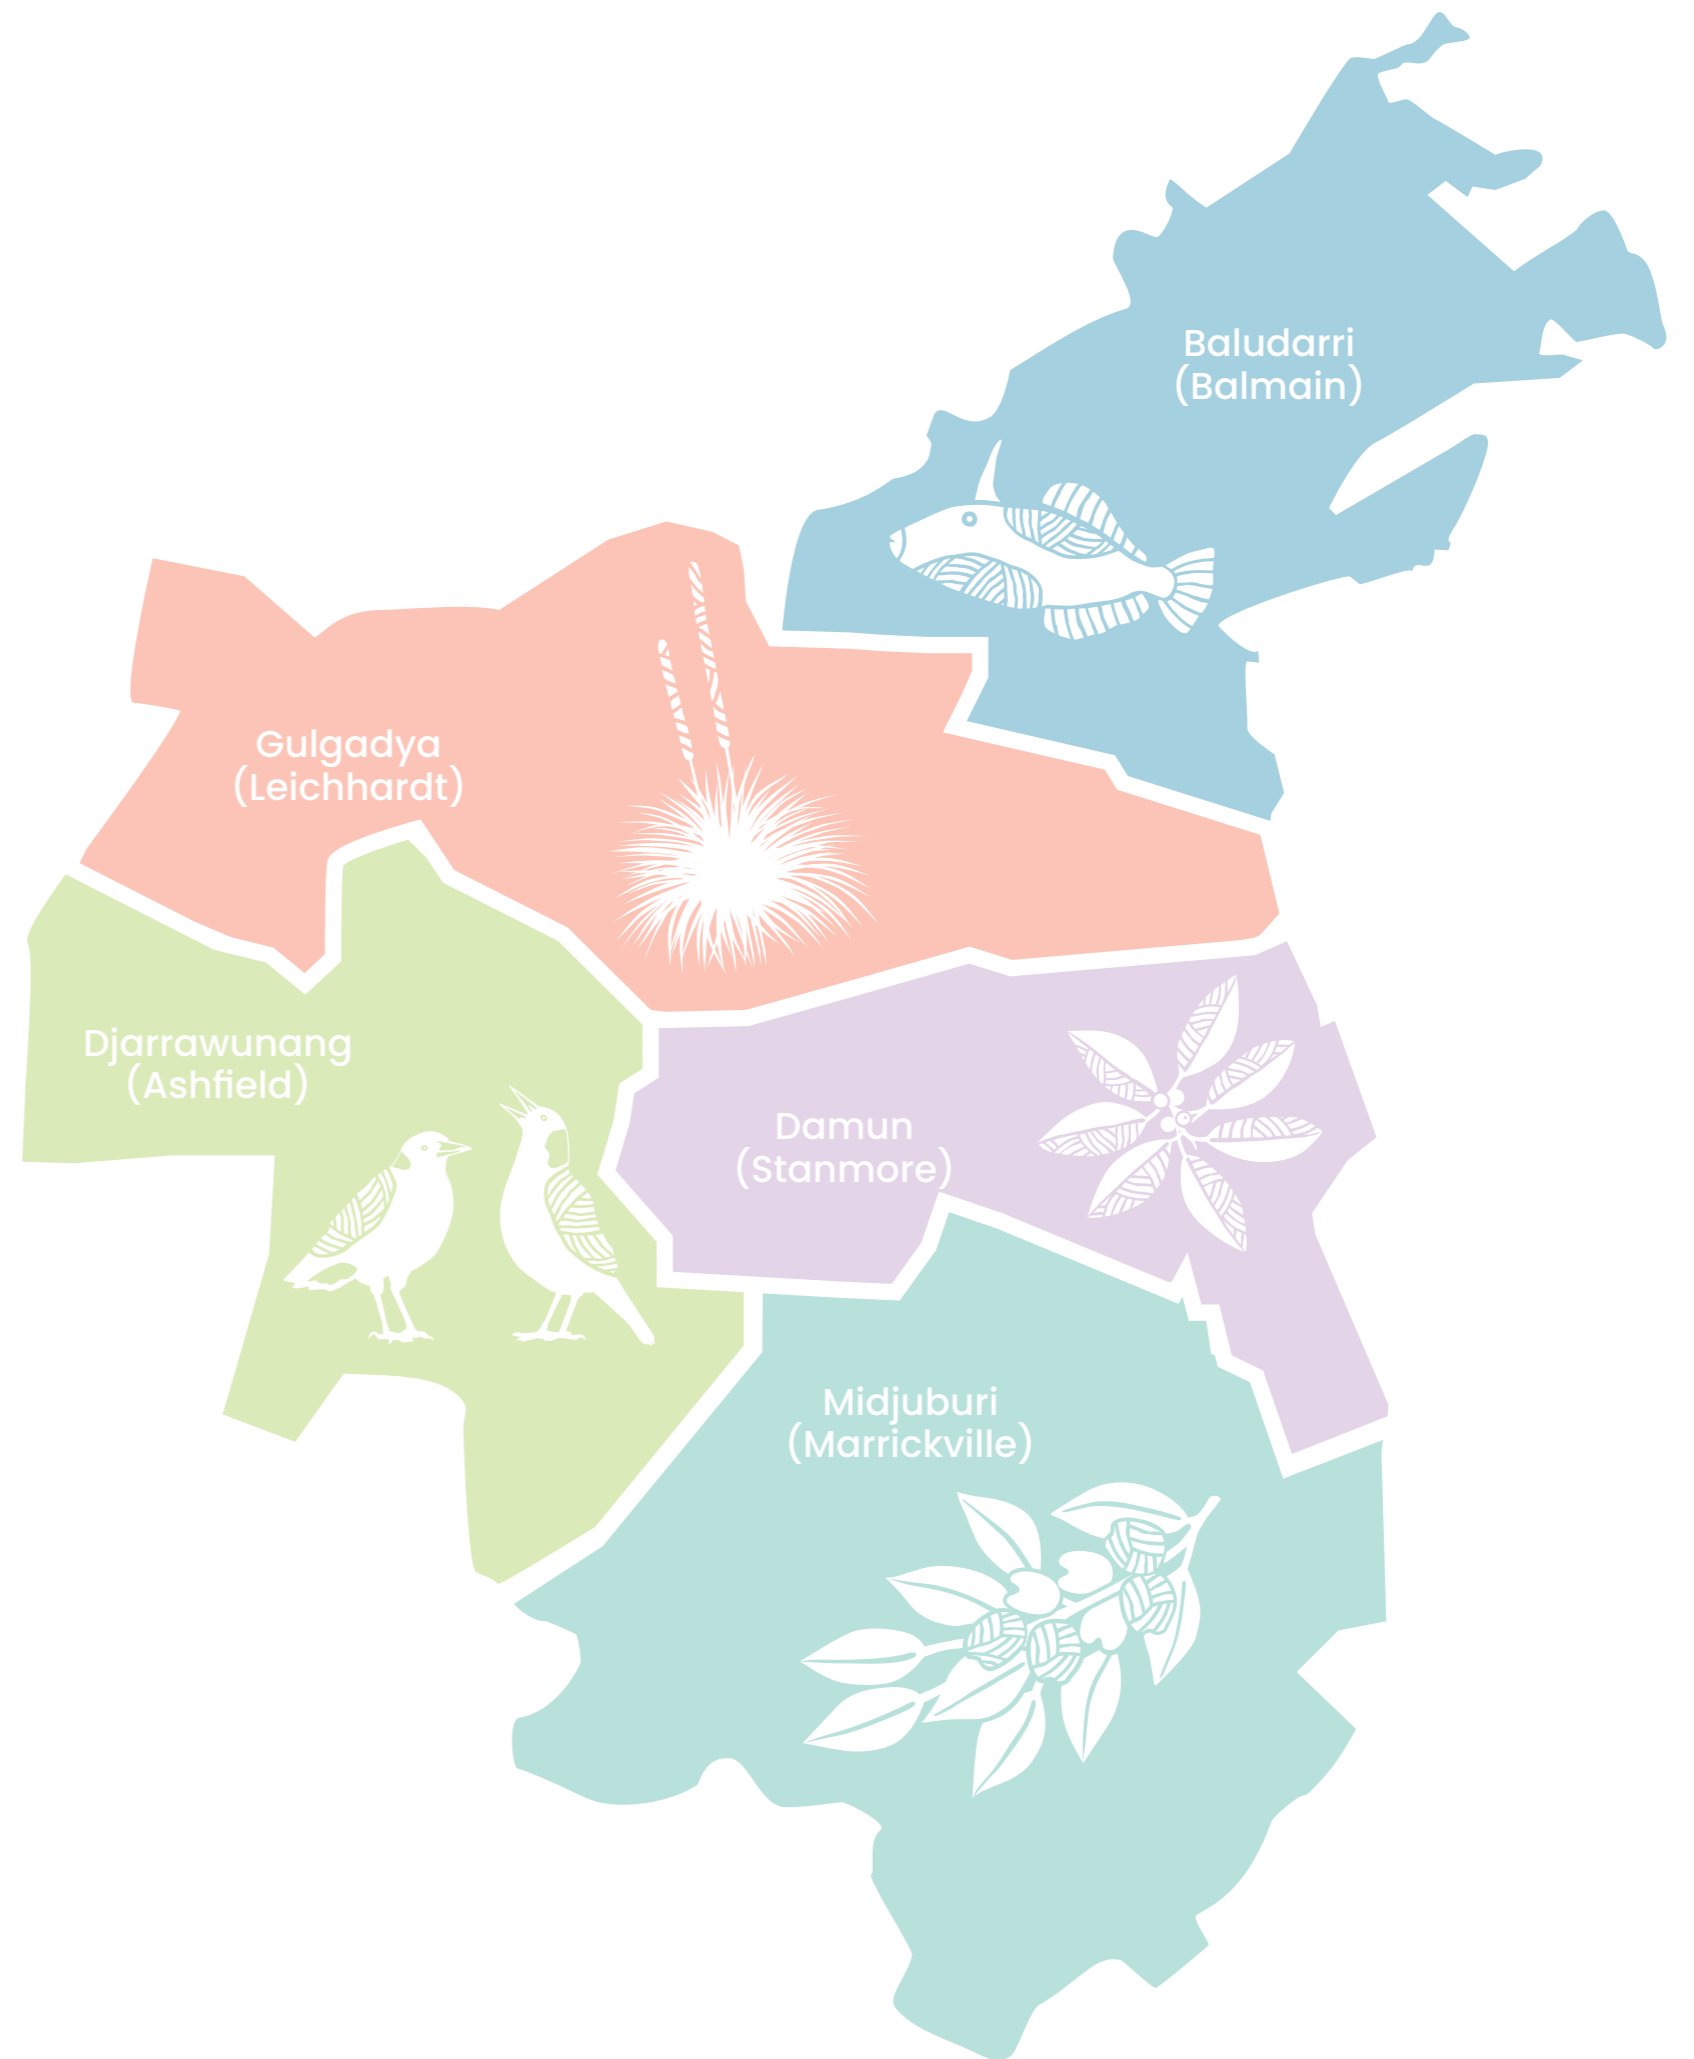 Baludarri
(Balmain)
Gulgadya
(Leichhardt)
Djarrawunang
(Ashfield)
Damun
(Stanmore)
Midjuburi
(Marrickville)